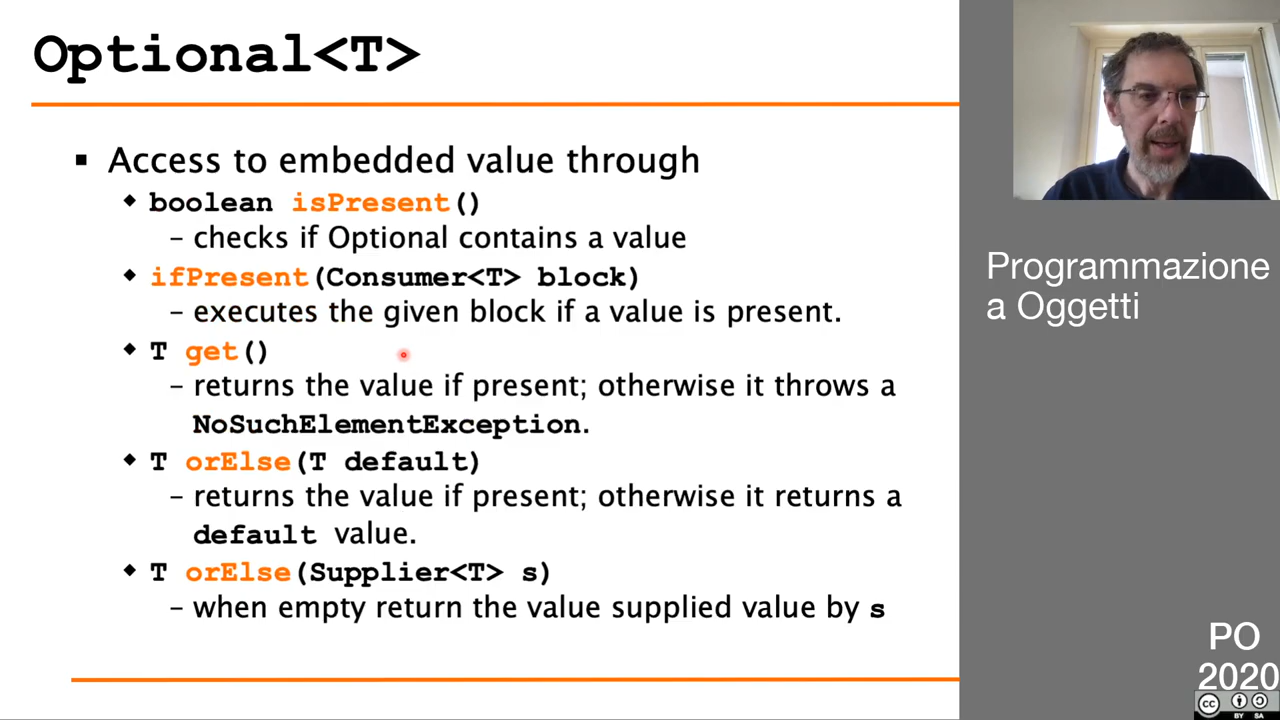 Optional<T>
▪ Access to embedded value through
◆ boolean isPresent()
– checks if Optional contains a value
◆ ifPresent(Consumer<T> block)
– executes the given block if a value is present.
◆ T get()
– returns the value if present; otherwise it throws a
NoSuchElementException.
◆ T orElse(T default)
– returns the value if present; otherwise it returns a
default value.
◆ T orElse(Supplier<T> s)
– when empty return the value supplied value by s
Programmazione
a Oggetti
PO
2020
cc
BY SA